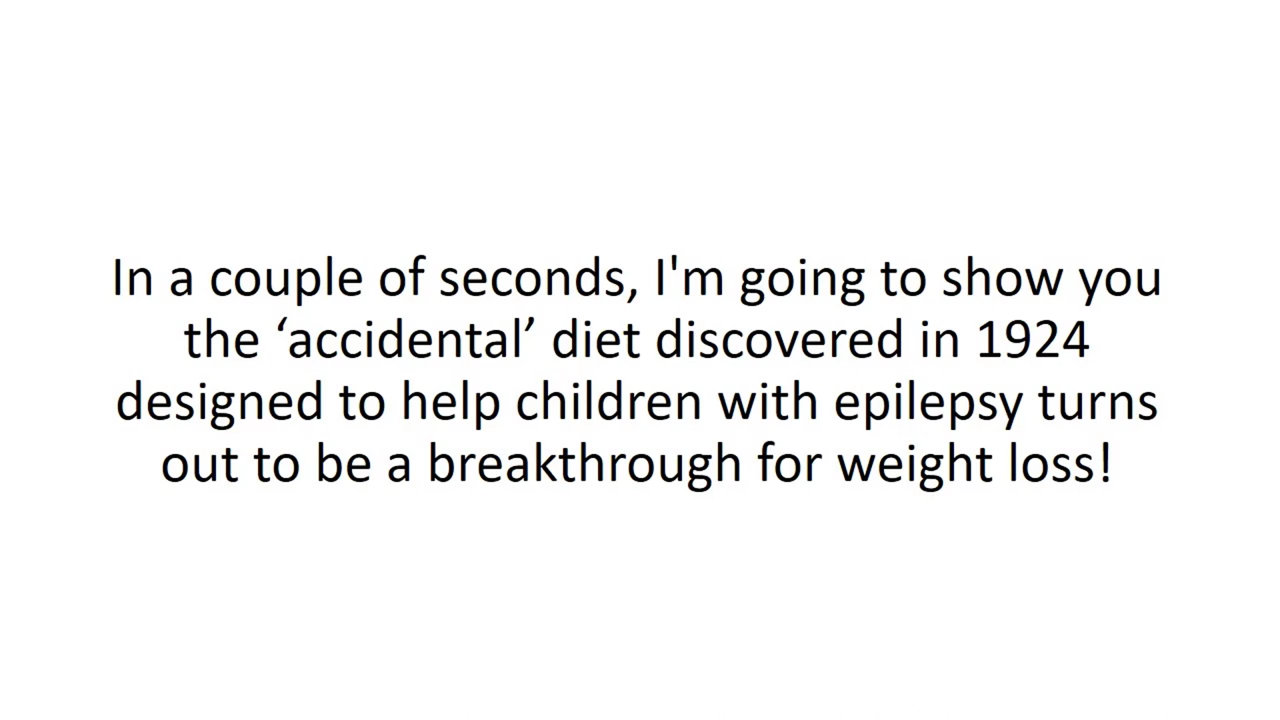 In a couple of seconds, I'm going to show you
the ‘accidental’ diet discovered in 1924
designed to help children with epilepsy turns
out to be a breakthrough for weight loss!